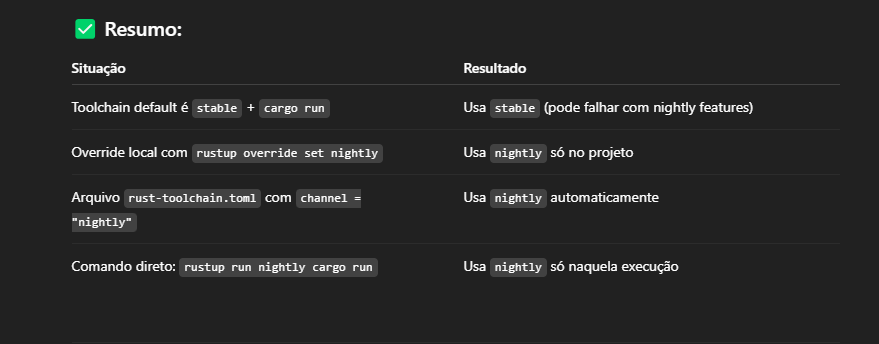 ✅ Resumo:
Situação Resultado
Toolchain default é stable + cargo run Usa stable (pode falhar com nightly features)
Override local com rustup override set nightly Usa nightly só no projeto
Arquivo rust-toolchain.toml com channel = Usa nightly automaticamente
"nightly"
Comando direto: rustup run nightly cargo run Usa nightly só naquela execução